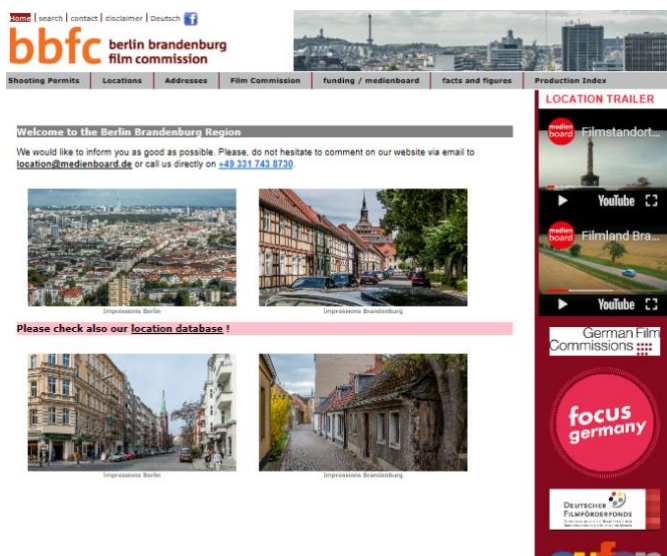 Home | search | contact | disclaimer | Deutsch
bbfc berlin brandenburg
film commission
Shooting Permits | Locations | Addresses | Film Commission | funding / medienboard | facts and figures | Production Index
LOCATION TRAILER
Welcome to the Berlin Brandenburg Region
We would like to inform you as good as possible. Please, do not hesitate to comment on our website via email to
location@medienboard.de or call us directly on +49 331 743 8730.
Impressions Berlin
Impressions Brandenburg
Please check also our location database !
Impressions Berlin
Impressions Brandenburg
medien
board
Filmstandort...
YouTube
medien
board
Filmland Bra...
YouTube
German Film
Commissions
focus
germany
DEUTSCHER
FILMFÖRDERFONDS